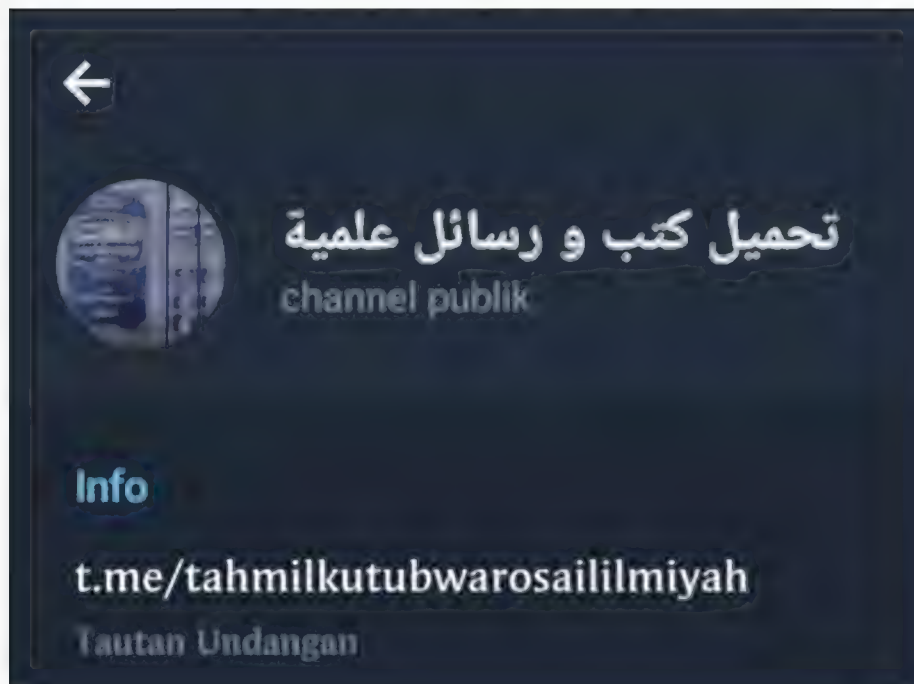 تحميل كتب و رسائل علمية
channel publik
Info
t.me/tahmilkutubwarosaililmiyah
Tautan Undangan